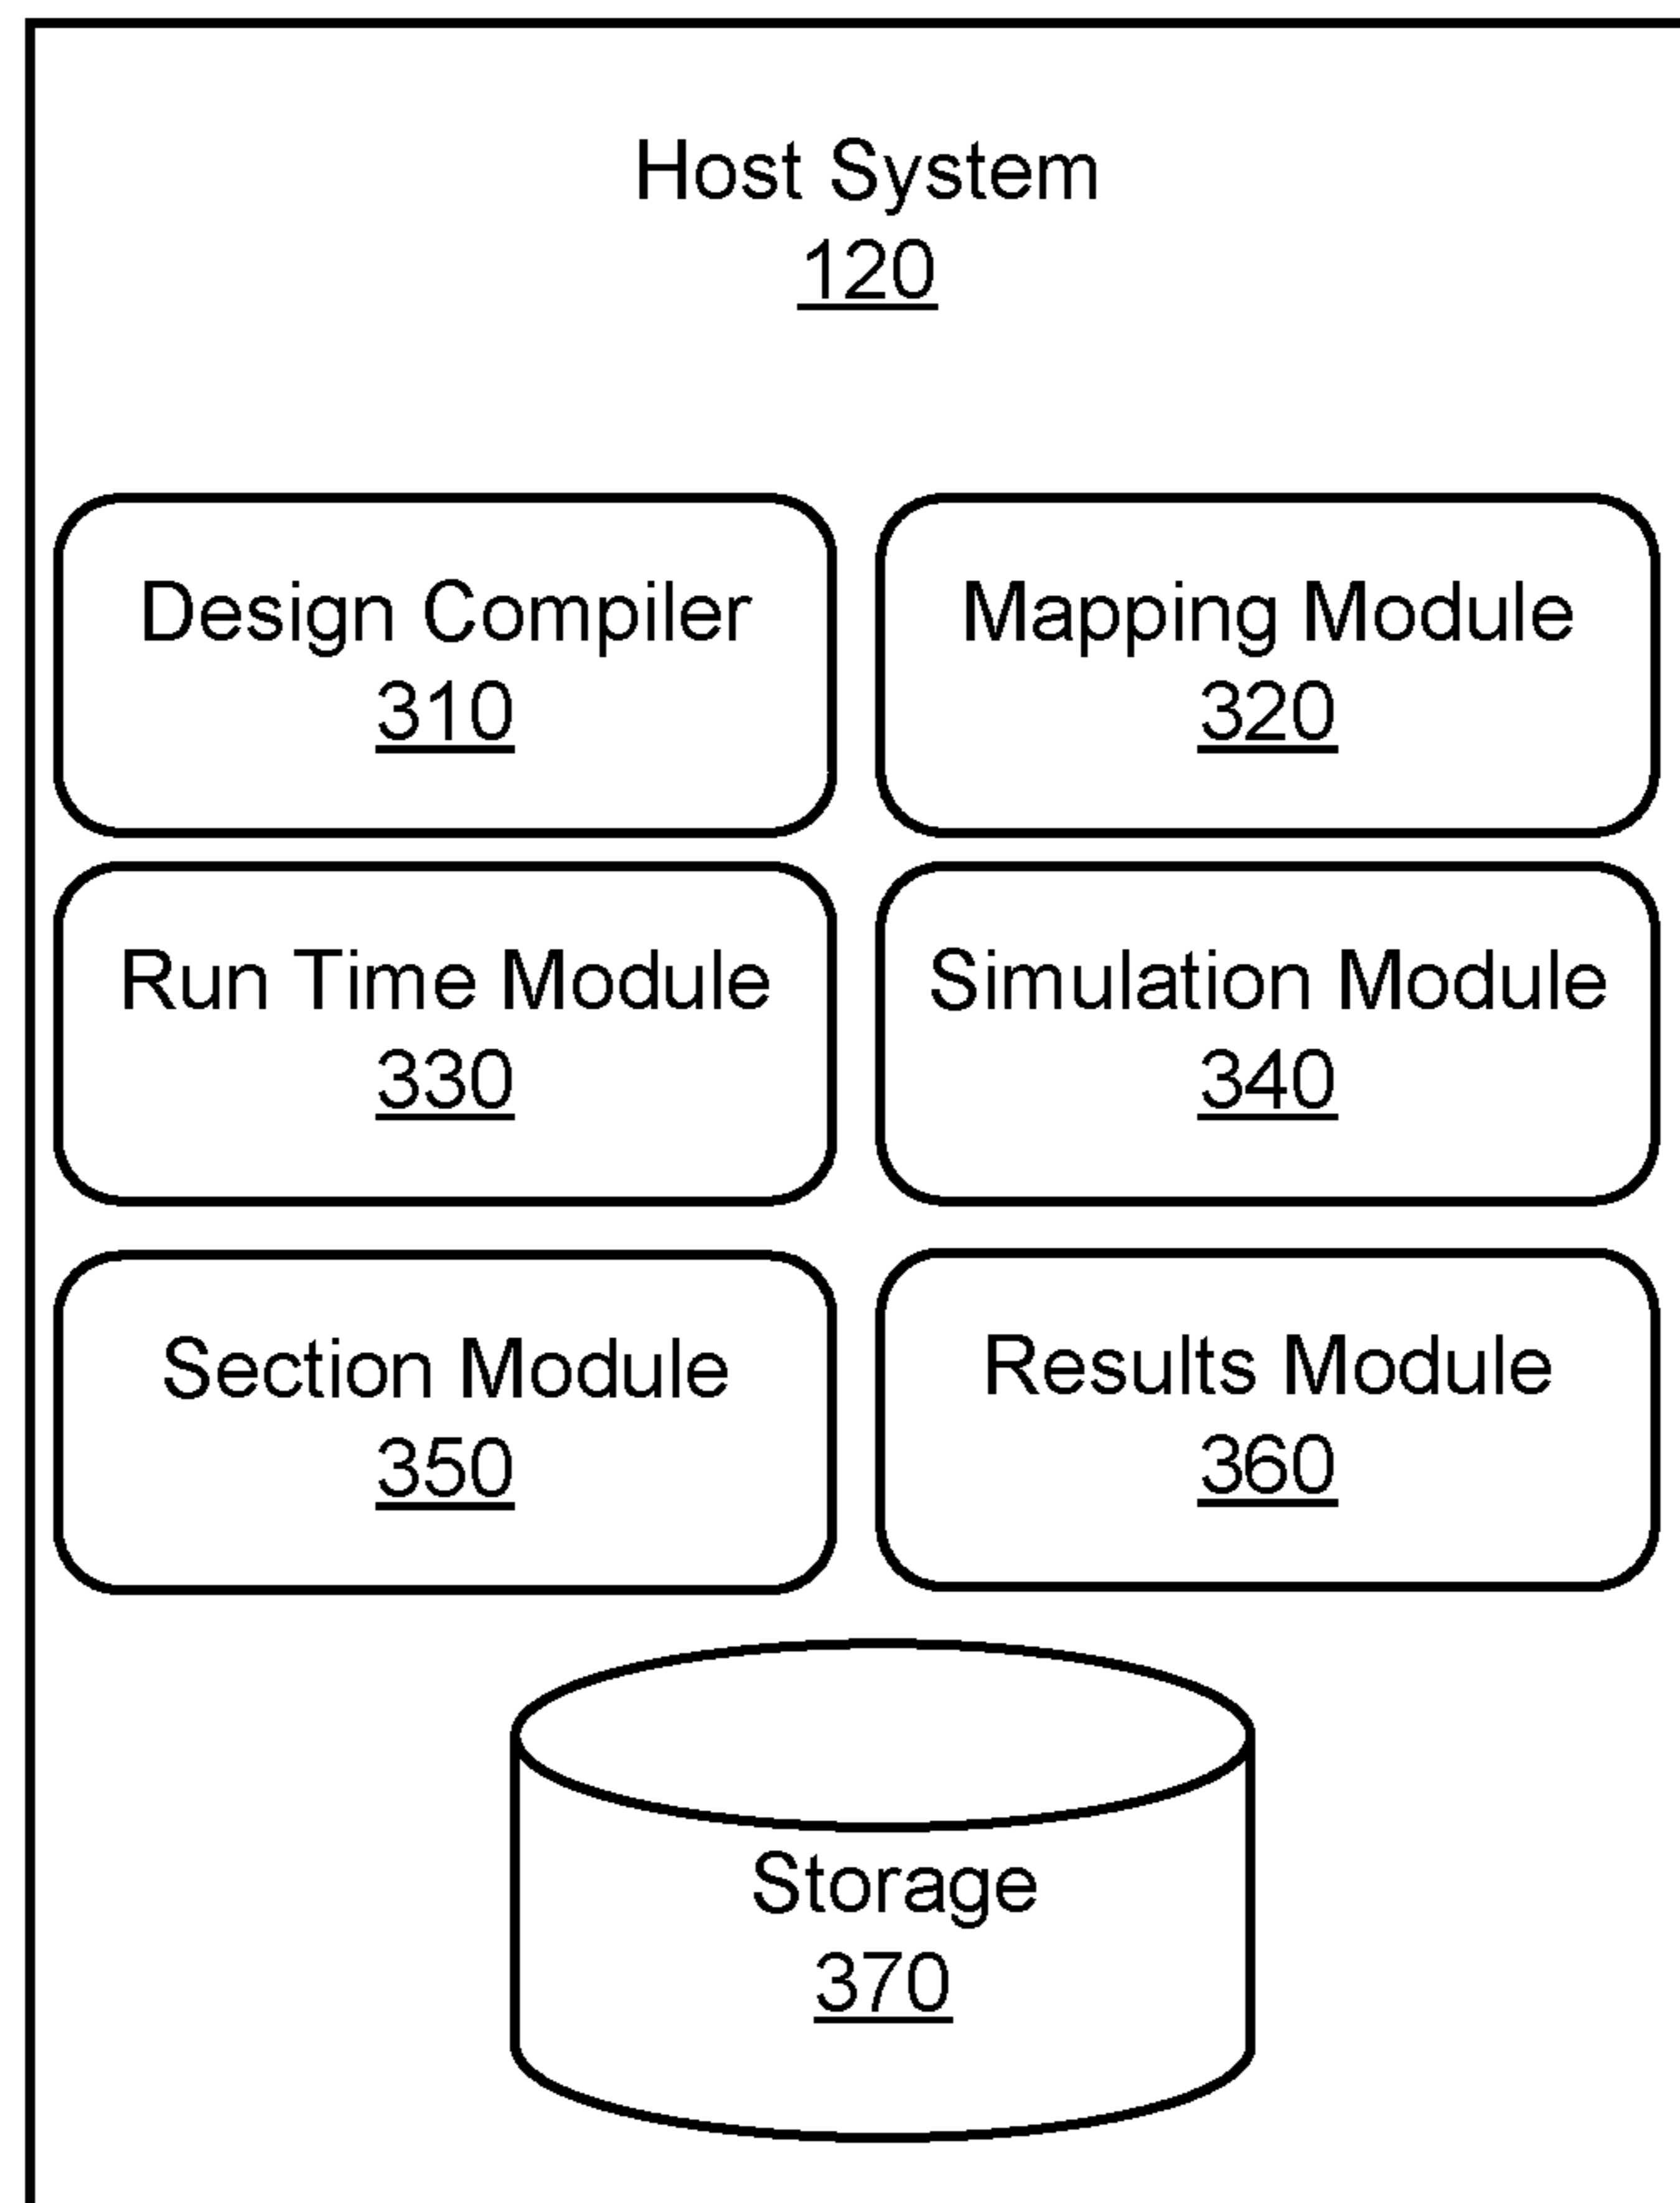 Host System
120
Design Compiler
310
Mapping Module
320
Run Time Module
330
Simulation Module
340
Section Module
350
Results Module
360
Storage
370